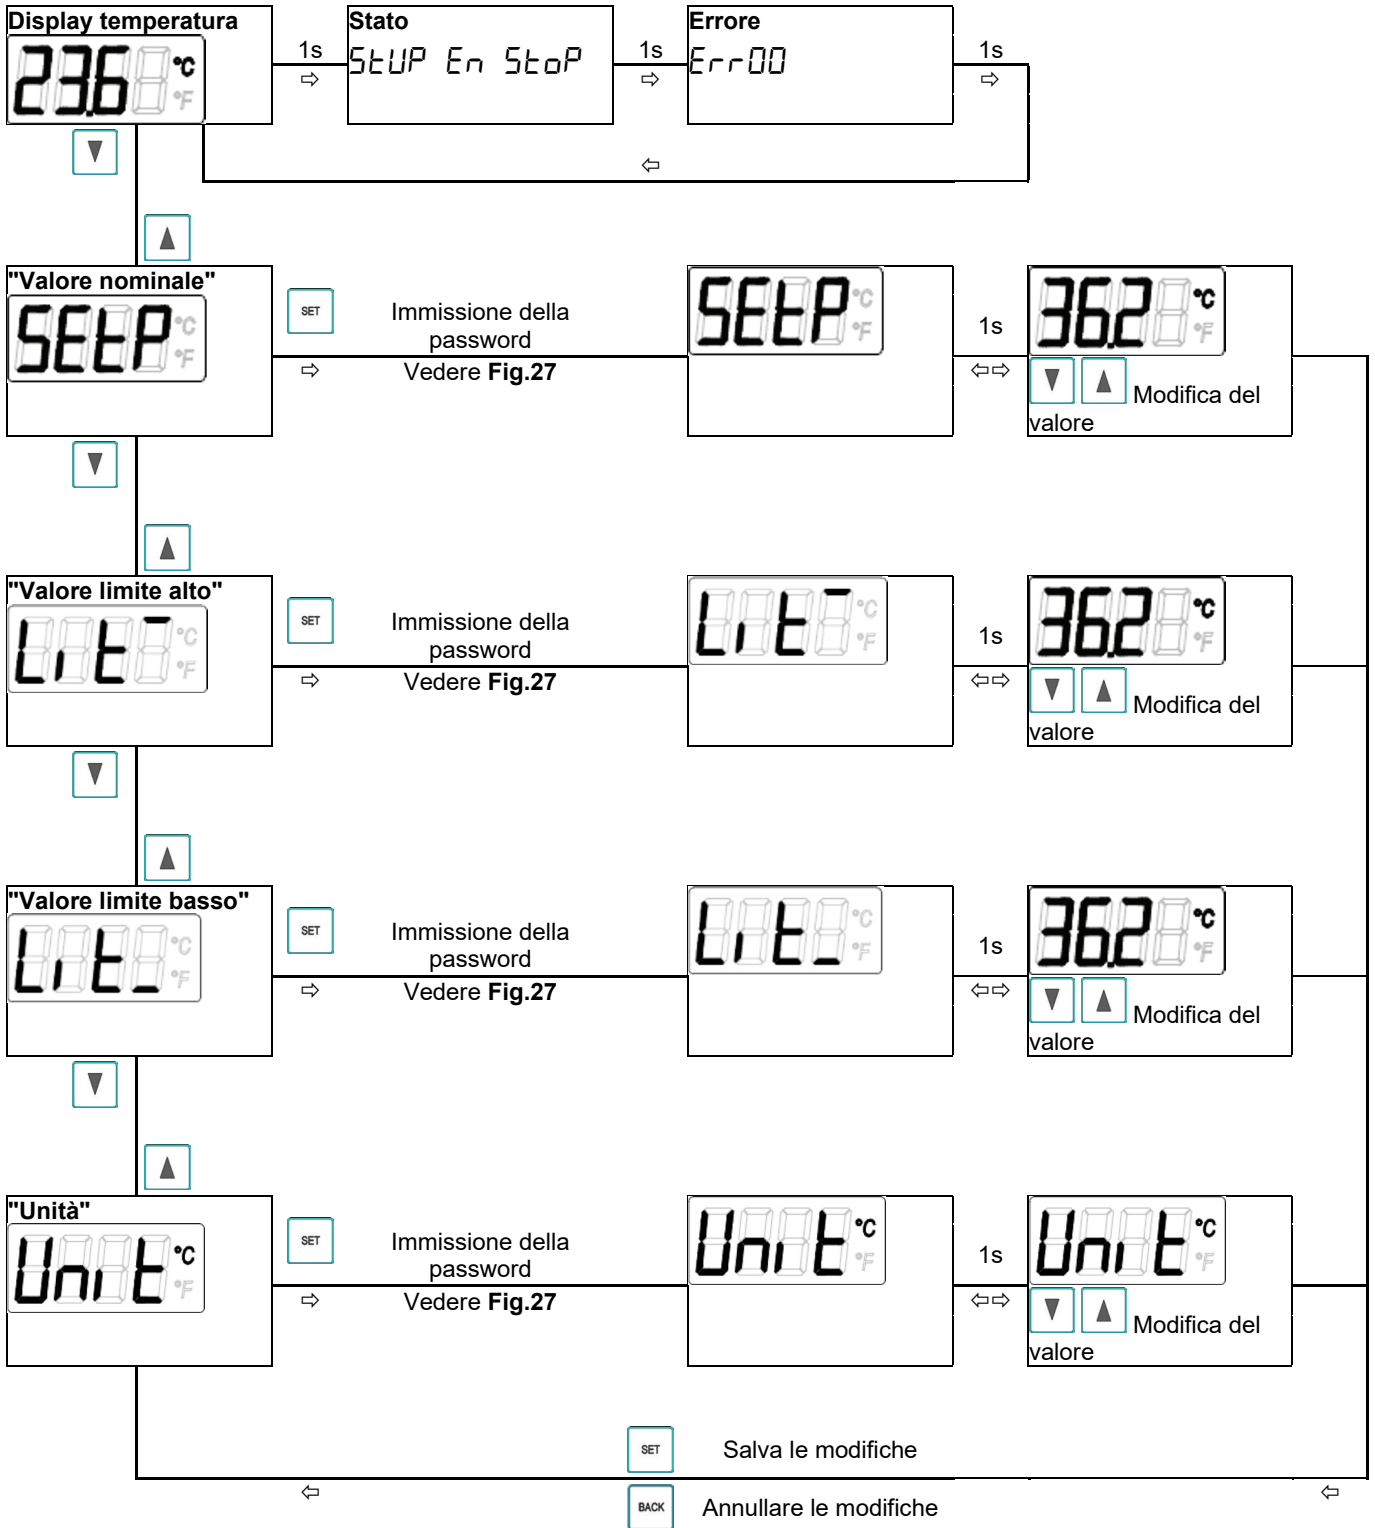 Display temperatura
23.6 °C
°F
1s
⇨
Stato
StUP En StoP
1s
⇨
Errore
Err00
1s
⇨
⇦
"Valore nominale"
SEtP °C
°F
SET
⇨
Immissione della
password
Vedere Fig.27
SEtP °C
°F
1s
⇦⇨
36.2 °C
°F
Modifica del
valore
"Valore limite alto"
Lit¯ °C
°F
SET
⇨
Immissione della
password
Vedere Fig.27
Lit¯ °C
°F
1s
⇦⇨
36.2 °C
°F
Modifica del
valore
"Valore limite basso"
Lit_ °C
°F
SET
⇨
Immissione della
password
Vedere Fig.27
Lit_ °C
°F
1s
⇦⇨
36.2 °C
°F
Modifica del
valore
"Unità"
Unit °C
°F
SET
⇨
Immissione della
password
Vedere Fig.27
Unit °C
°F
1s
⇦⇨
Unit °C
°F
Modifica del
valore
SET Salva le modifiche
⇦
⇦
BACK Annullare le modifiche